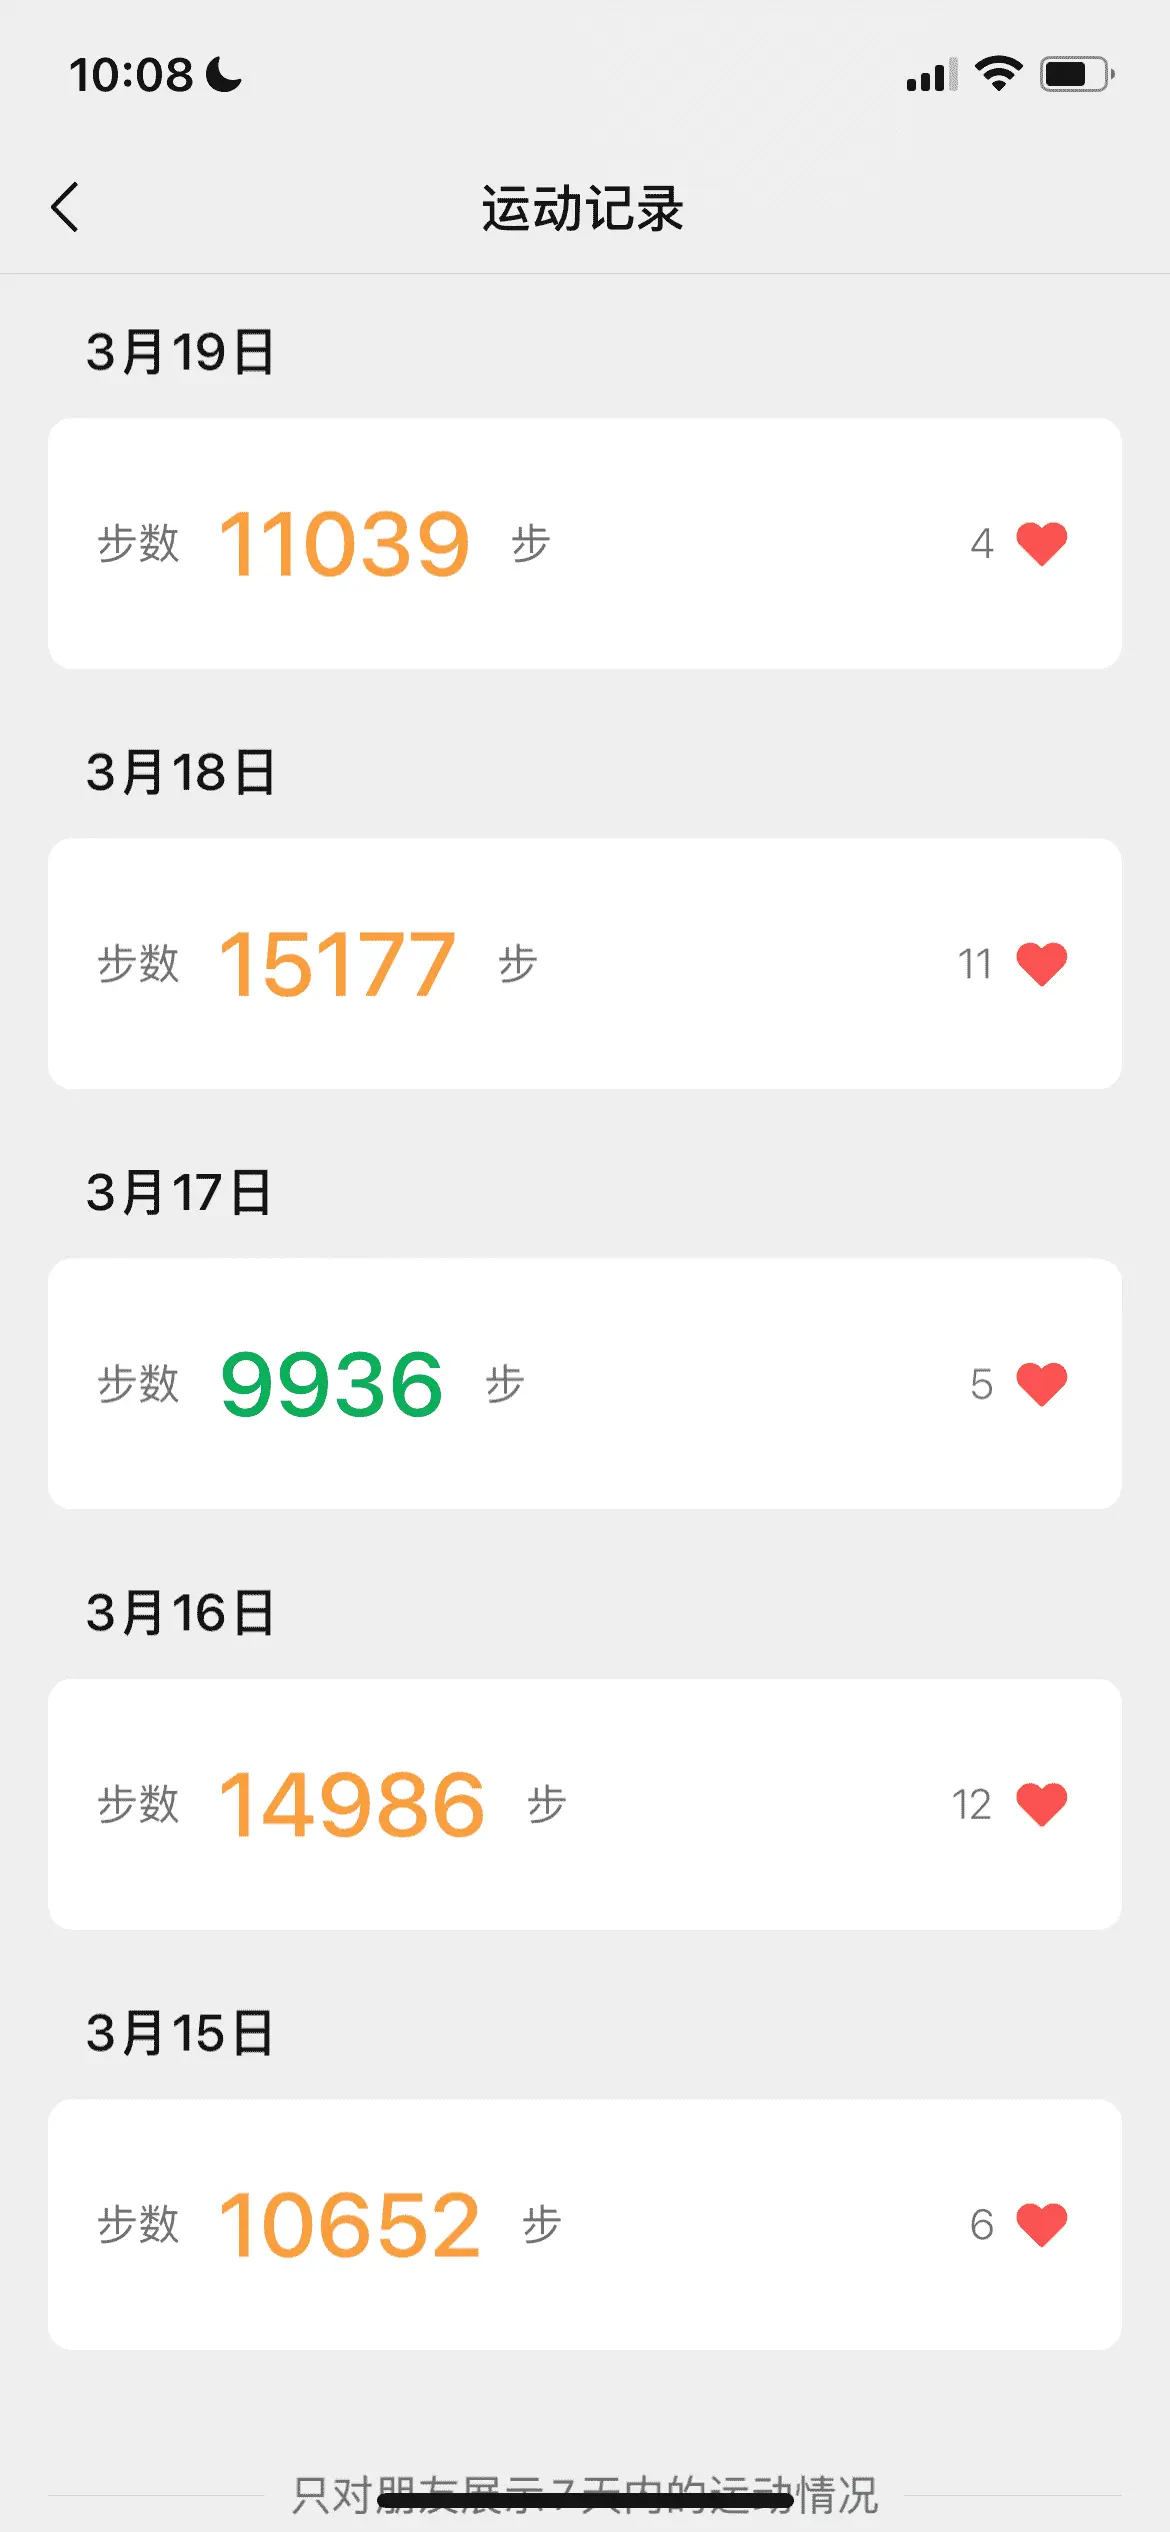 10:08
运动记录
3月19日
步数 11039 步 4
3月18日
步数 15177 步 11
3月17日
步数 9936 步 5
3月16日
步数 14986 步 12
3月15日
步数 10652 步 6
只对朋友展示7天内的运动情况